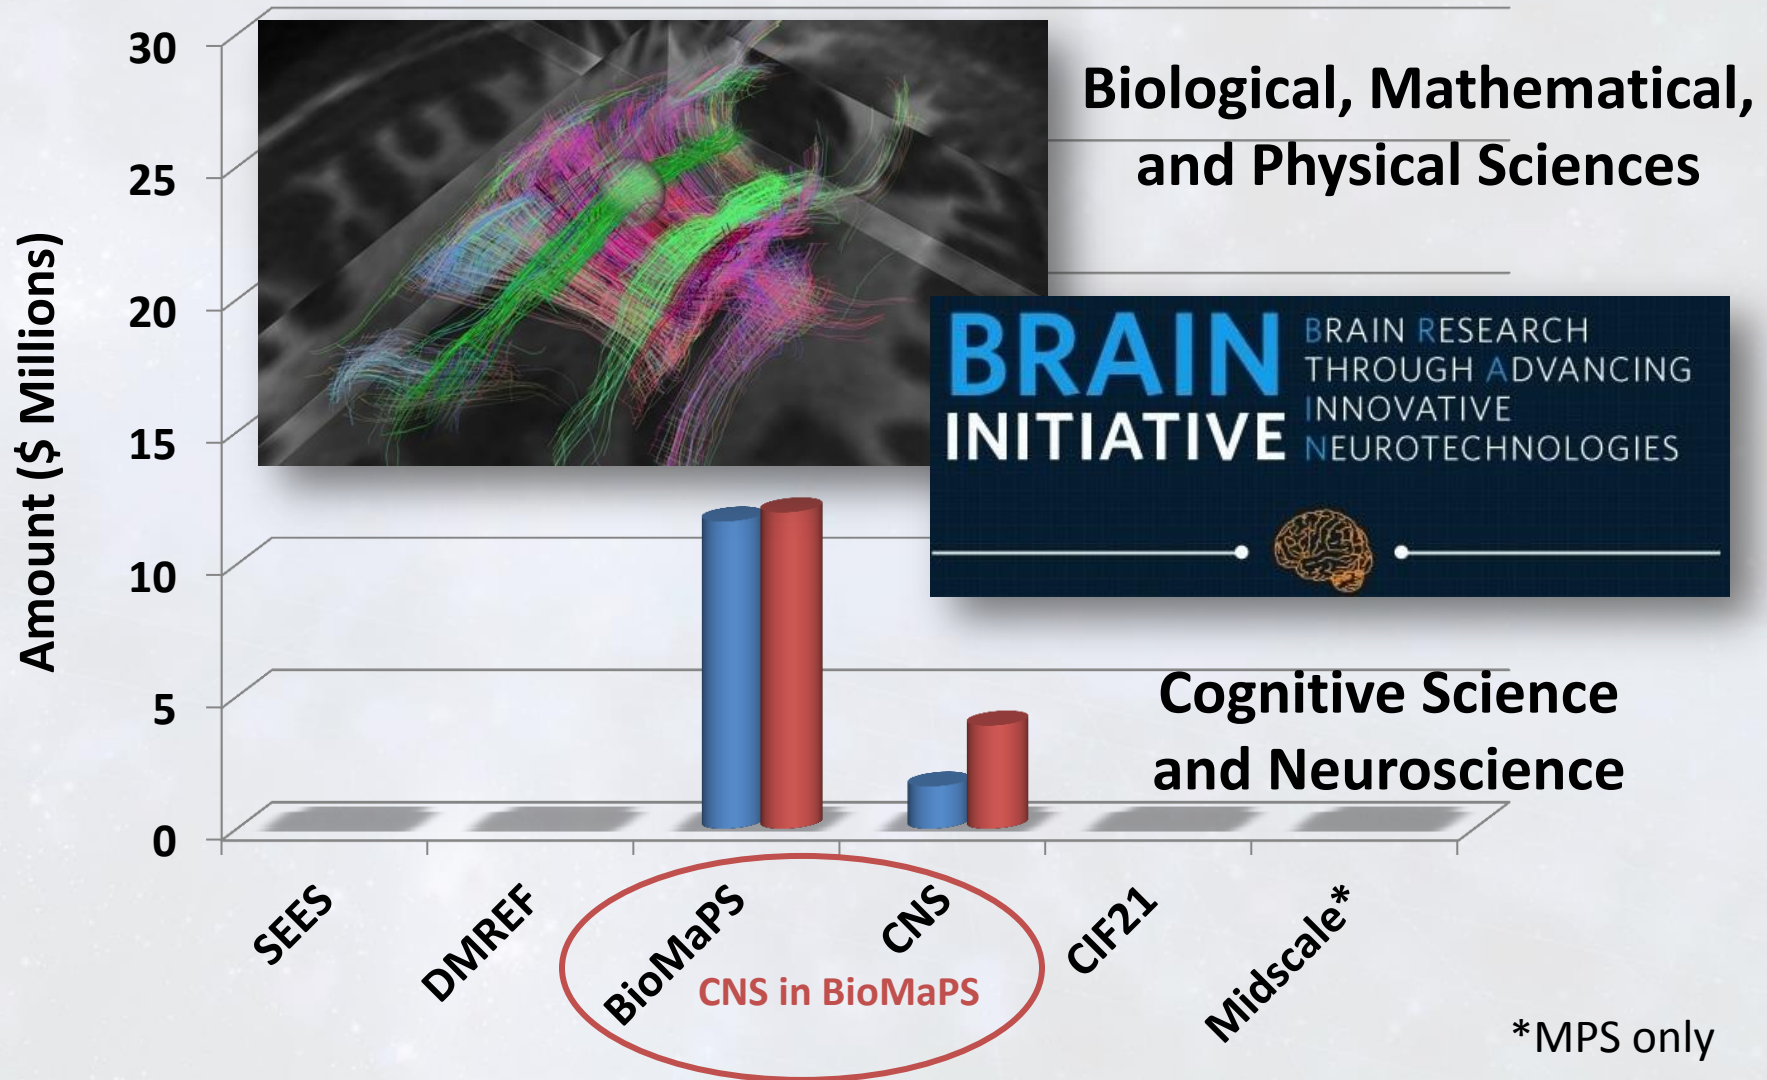 Amount ($ Millions)
30
25
20
15
10
5
0
Biological, Mathematical,
and Physical Sciences
BRAIN
INITIATIVE
BRAIN RESEARCH
THROUGH ADVANCING
INNOVATIVE
NEUROTECHNOLOGIES
Cognitive Science
and Neuroscience
SEES
DMREF
BioMaPS
CNS
CIF21
Midscale*
CNS in BioMaPS
*MPS only